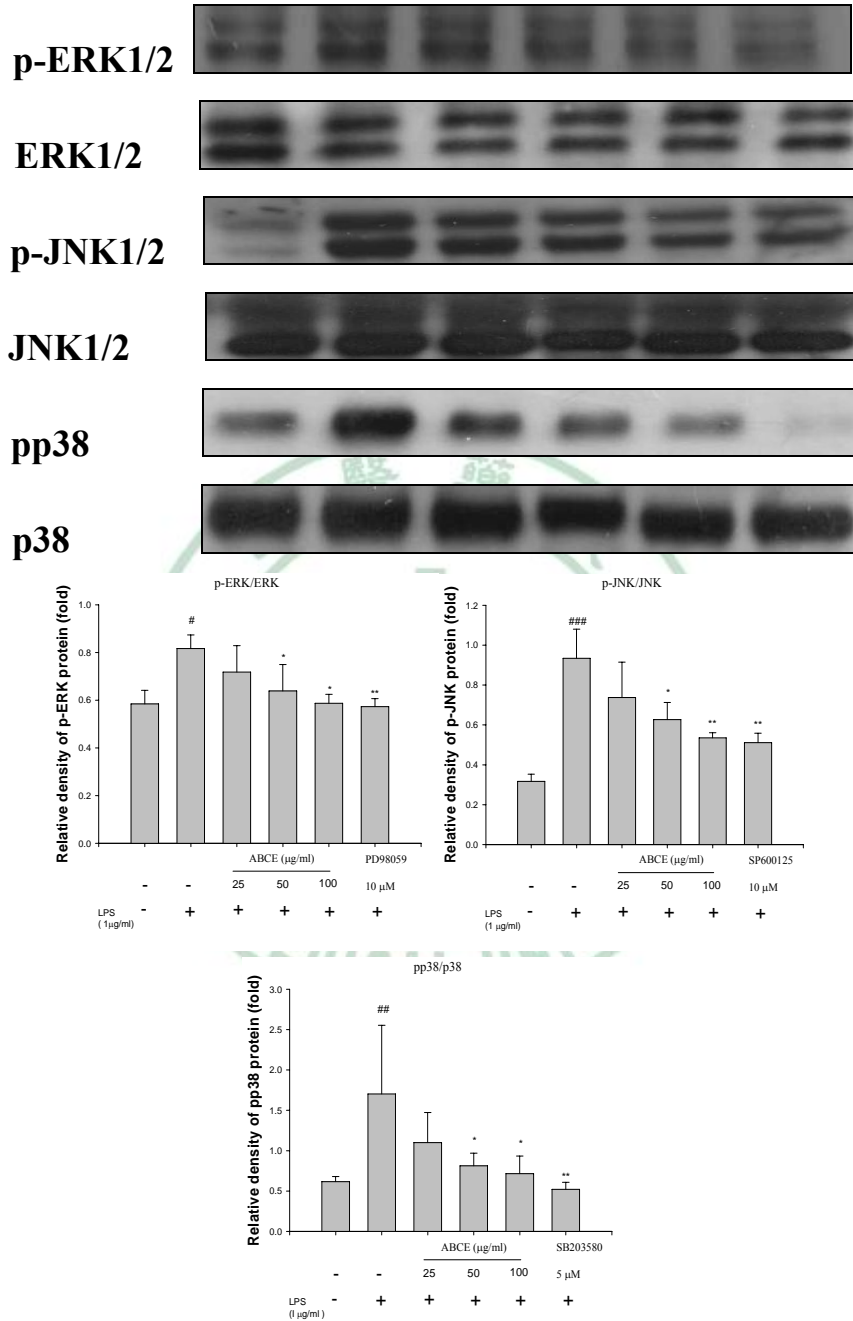 p-ERK1/2
ERK1/2
p-JNK1/2
JNK1/2
pp38
醫 藥
p38
p-ERK/ERK
Relative density of p-ERK protein (fold)
1.0
0.8
0.6
0.4
0.2
0.0
# * * **
ABCE (μg/ml) PD98059
- - 25 50 100 10 μM
LPS - + + + + +
( 1μg/ml)
p-JNK/JNK
Relative density of p-JNK protein (fold)
1.2
1.0
0.8
0.6
0.4
0.2
0.0
### * ** **
ABCE (μg/ml) SP600125
- - 25 50 100 10 μM
LPS - + + + + +
(1 μg/ml)
pp38/p38
Relative density of pp38 protein (fold)
3.0
2.5
2.0
1.5
1.0
0.5
0.0
## * * **
ABCE (μg/ml) SB203580
- - 25 50 100 5 μM
LPS - + + + + +
(l μg/ml )